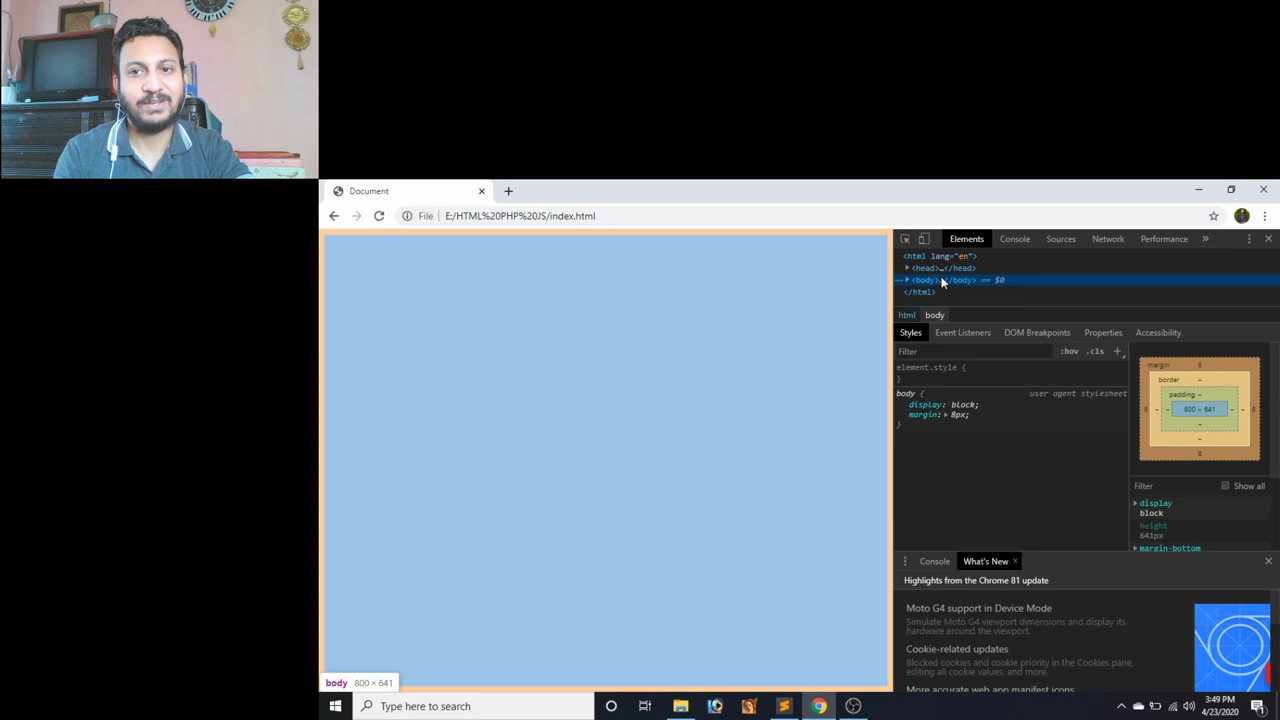 Document
File E:/HTML%20PHP%20JS/index.html
Elements Console Sources Network Performance
<html lang="en">
<head>…</head>
<body>…</body> == $0
</html>
html body
Styles Event Listeners DOM Breakpoints Properties Accessibility
Filter :hov .cls
element.style {
}
body { user agent stylesheet
display: block;
margin: 8px;
}
margin 8
border -
padding -
8 - - 800 × 641 - - 8
-
-
8
Filter Show all
display
block
height
641px
margin-bottom
Console What's New
Highlights from the Chrome 81 update
Moto G4 support in Device Mode
Simulate Moto G4 viewport dimensions and display its
hardware around the viewport.
Cookie-related updates
Blocked cookies and cookie priority in the Cookies pane,
editing all cookie values, and more.
More accurate web app manifest icons
body 800 × 641
Type here to search
3:49 PM
4/23/2020
1